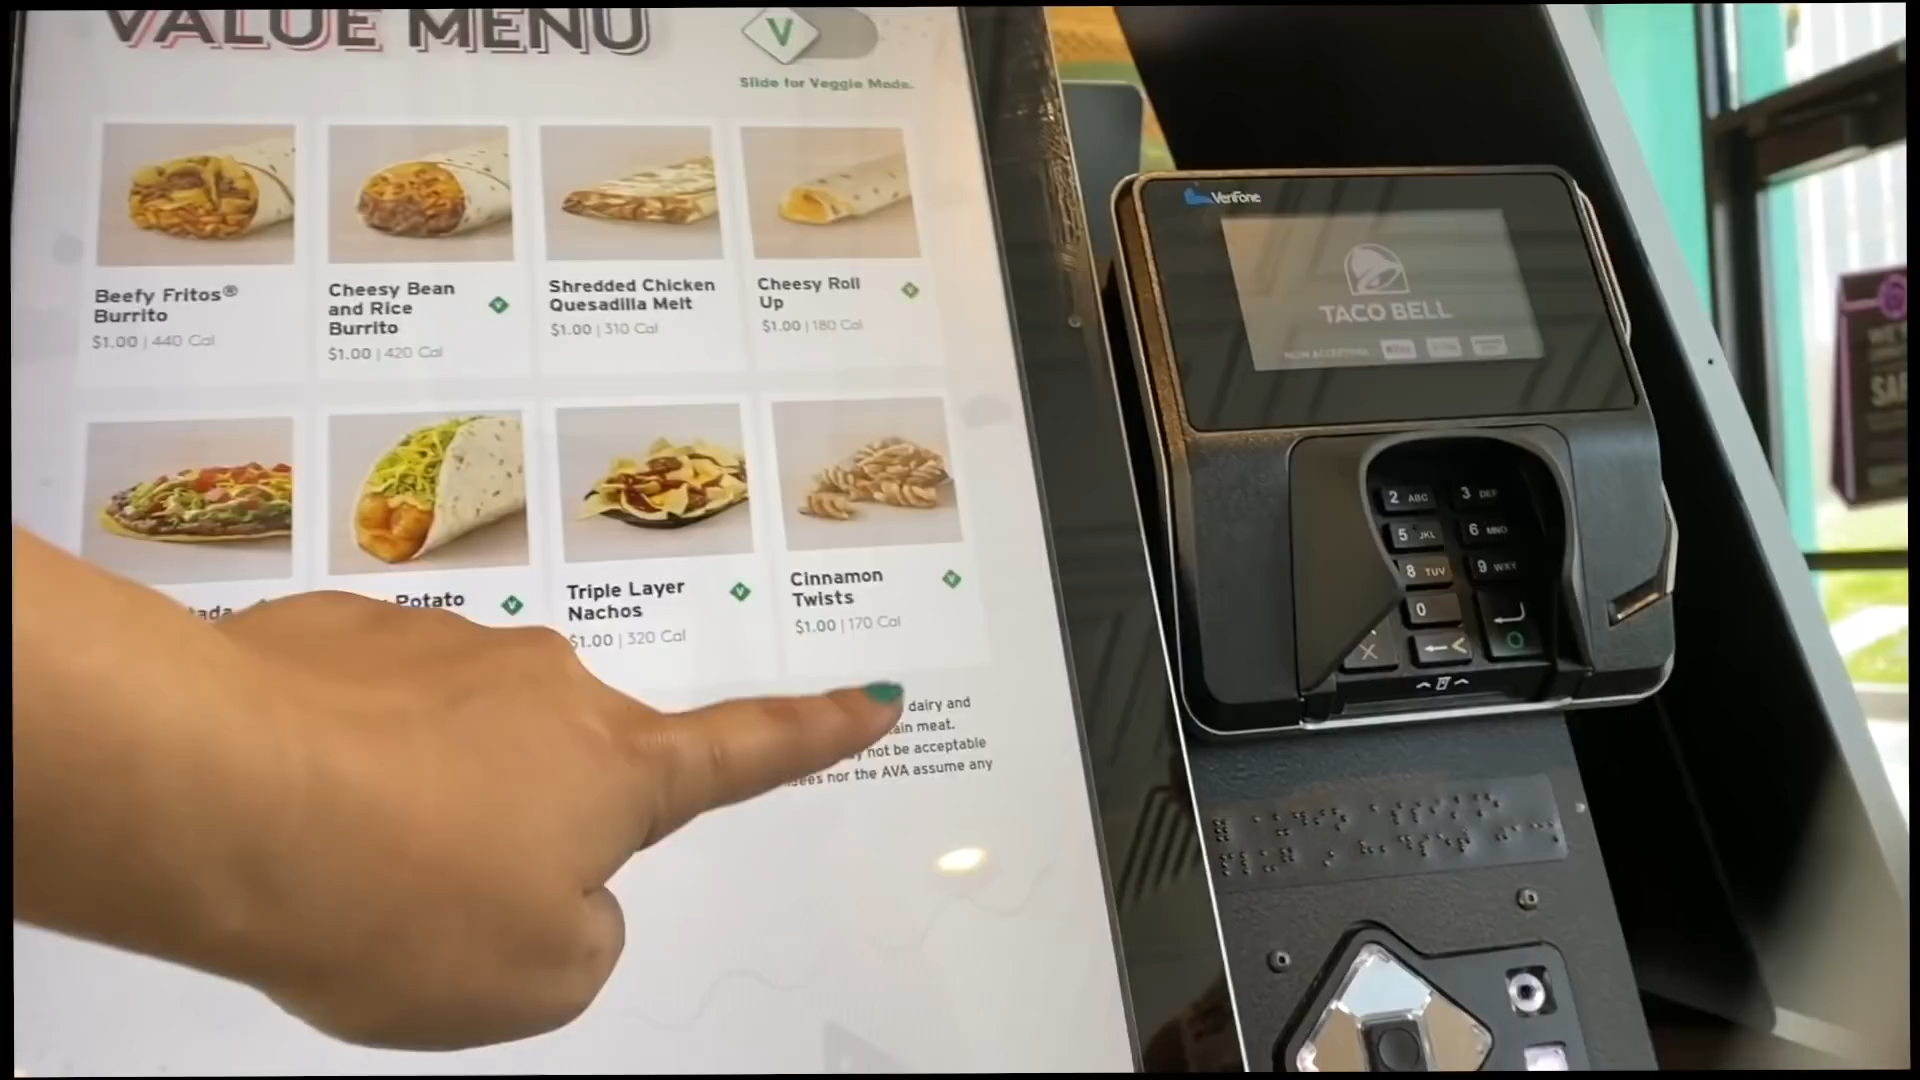 VALUE MENU
V
Slide for Veggie Mode.
Beefy Fritos®
Burrito
$1.00 | 440 Cal
Cheesy Bean
and Rice
Burrito
$1.00 | 420 Cal
Shredded Chicken
Quesadilla Melt
$1.00 | 310 Cal
Cheesy Roll
Up
$1.00 | 180 Cal
Potato
Triple Layer
Nachos
$1.00 | 320 Cal
Cinnamon
Twists
$1.00 | 170 Cal
dairy and
meat.
not be acceptable
nor the AVA assume any
Verifone
TACO BELL
NOW ACCEPTING
2 ABC
3 DEF
5 JKL
6 MNO
8 TUV
9 WXY
0